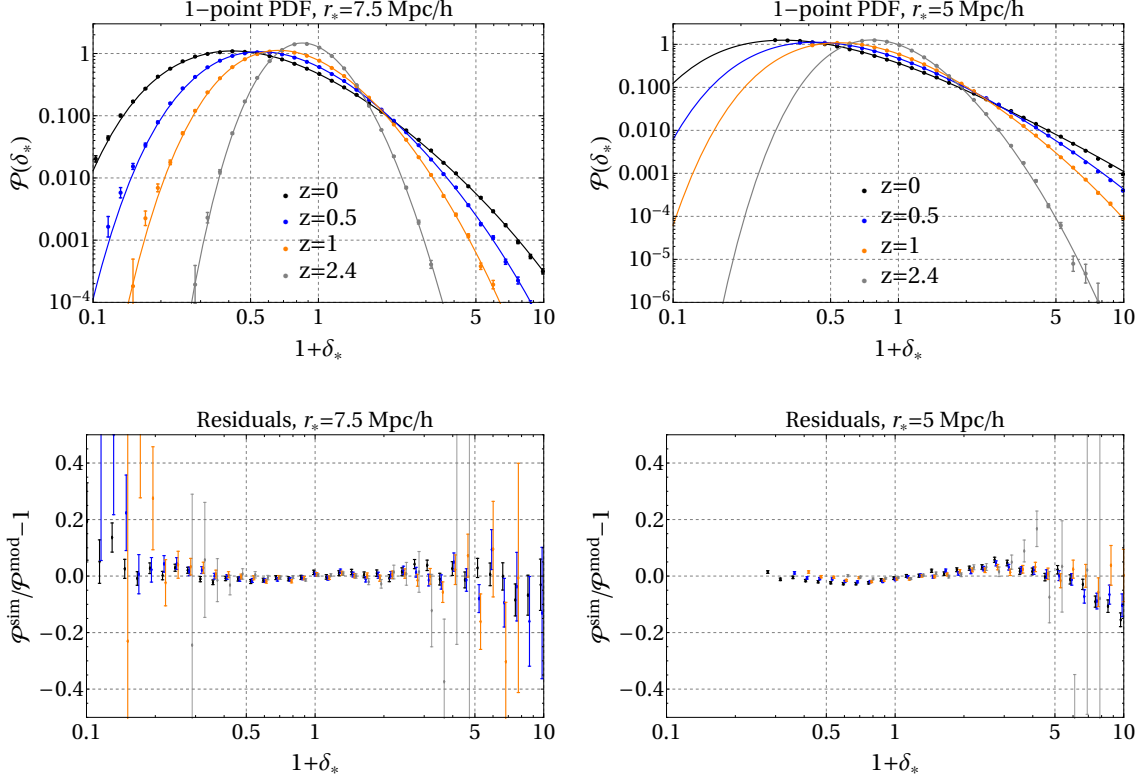 1-point PDF, r*=7.5 Mpc/h
P(δ*)
1
0.100
0.010
0.001
10⁻⁴
z=0
z=0.5
z=1
z=2.4
0.1 0.5 1 5 10
1+δ*
1-point PDF, r*=5 Mpc/h
P(δ*)
1
0.100
0.010
0.001
10⁻⁴
10⁻⁵
10⁻⁶
z=0
z=0.5
z=1
z=2.4
0.1 0.5 1 5 10
1+δ*
Residuals, r*=7.5 Mpc/h
Pˢⁱᵐ/Pᵐᵒᵈ−1
0.4
0.2
0.0
−0.2
−0.4
0.1 0.5 1 5 10
1+δ*
Residuals, r*=5 Mpc/h
Pˢⁱᵐ/Pᵐᵒᵈ−1
0.4
0.2
0.0
−0.2
−0.4
0.1 0.5 1 5 10
1+δ*